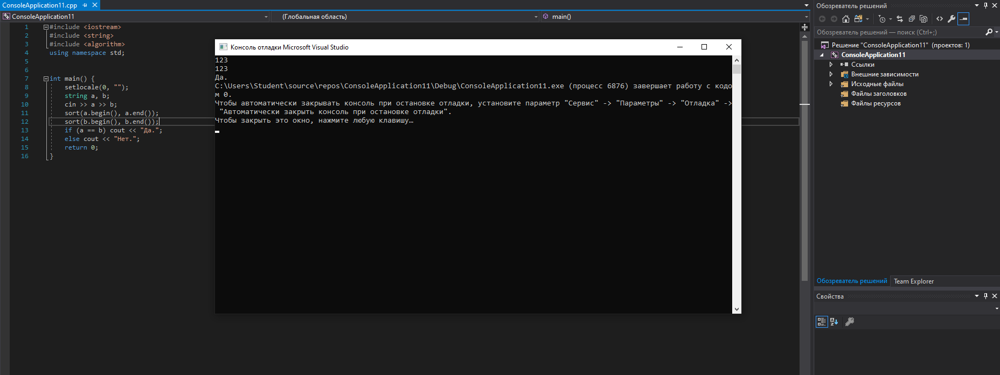 ConsoleApplication11.cpp
ConsoleApplication11
(Глобальная область)
main()
1 #include <iostream>
2 #include <string>
3 #include <algorithm>
4 using namespace std;
5
6
7 int main() {
8 setlocale(0, "");
9 string a, b;
10 cin >> a >> b;
11 sort(a.begin(), a.end());
12 sort(b.begin(), b.end());
13 if (a == b) cout << "Да.";
14 else cout << "Нет.";
15 return 0;
16 }
Консоль отладки Microsoft Visual Studio
123
123
Да.
C:\Users\Student\source\repos\ConsoleApplication11\Debug\ConsoleApplication11.exe (процесс 6876) завершает работу с кодо
м 0.
Чтобы автоматически закрывать консоль при остановке отладки, установите параметр "Сервис" -> "Параметры" -> "Отладка" ->
"Автоматически закрыть консоль при остановке отладки".
Чтобы закрыть это окно, нажмите любую клавишу…
Обозреватель решений
Обозреватель решений — поиск (Ctrl+;)
Решение "ConsoleApplication11" (проектов: 1)
ConsoleApplication11
Ссылки
Внешние зависимости
Исходные файлы
Файлы заголовков
Файлы ресурсов
Обозреватель решений
Team Explorer
Свойства